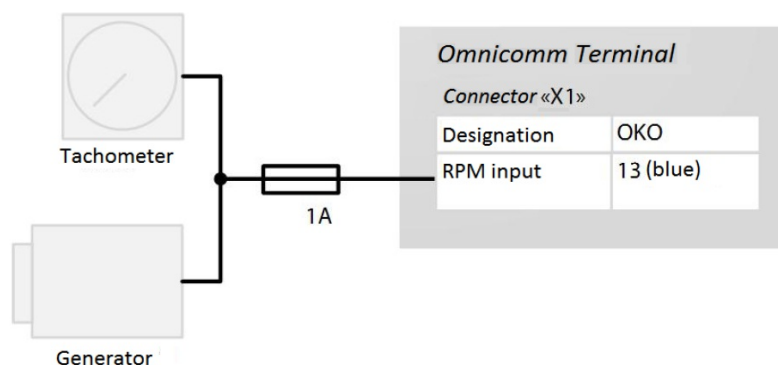 Omnicomm Terminal
Connector «X1»
Designation OKO
RPM input 13 (blue)
Tachometer
1A
Generator